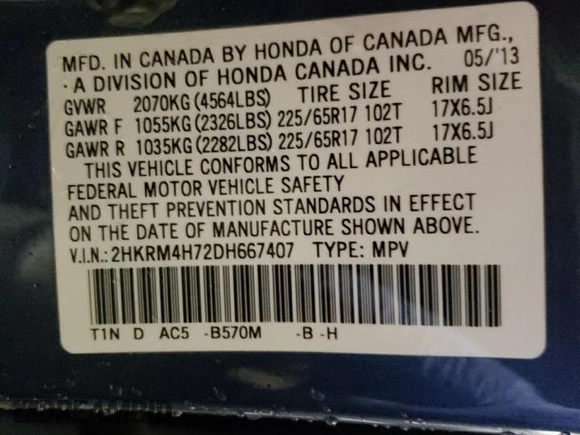 MFD. IN CANADA BY HONDA OF CANADA MFG.,
·A DIVISION OF HONDA CANADA INC. 05/'13
GVWR 2070KG(4564LBS) TIRE SIZE RIM SIZE
GAWR F 1055KG(2326LBS)225/65R17 102T 17X6.5J
GAWR R 1035KG(2282LBS)225/65R17 102T 17X6.5J
THIS VEHICLE CONFORMS TO ALL APPLICABLE
FEDERAL MOTOR VEHICLE SAFETY
AND THEFT PREVENTION STANDARDS IN EFFECT
ON THE DATE OF MANUFACTURE SHOWN ABOVE.
V.I.N.:2HKRM4H72DH667407 TYPE: MPV
T1N D AC5 -B570M -B -H